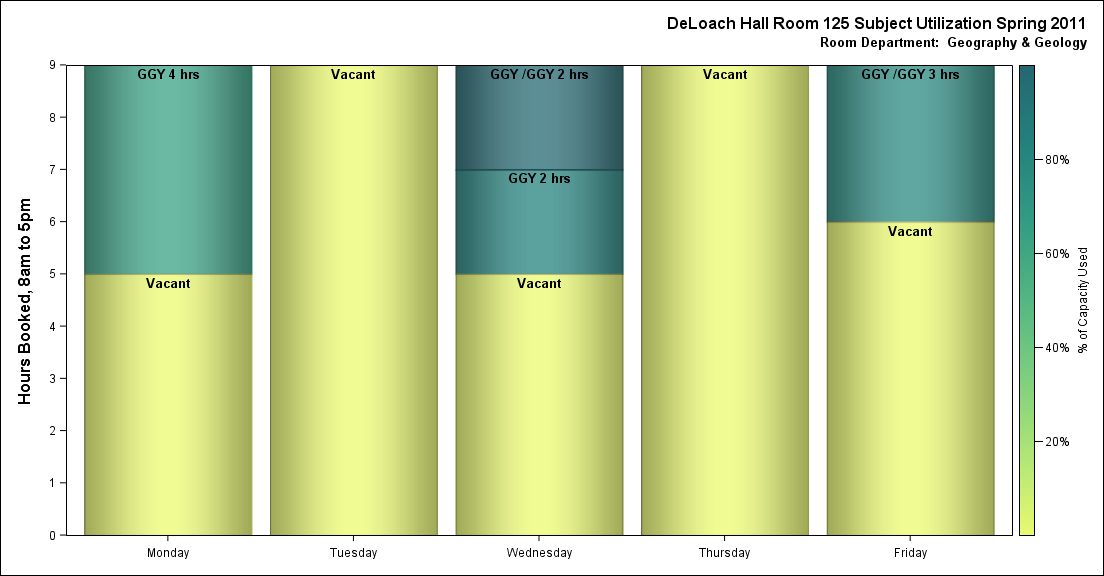 DeLoach Hall Room 125 Subject Utilization Spring 2011
Room Department:  Geography & Geology
Hours Booked, 8am to 5pm
9
8
7
6
5
4
3
2
1
0
GGY 4 hrs
Vacant
Vacant
GGY /GGY 2 hrs
GGY 2 hrs
Vacant
Vacant
GGY /GGY 3 hrs
Vacant
Monday
Tuesday
Wednesday
Thursday
Friday
80%
60%
40%
20%
% of Capacity Used